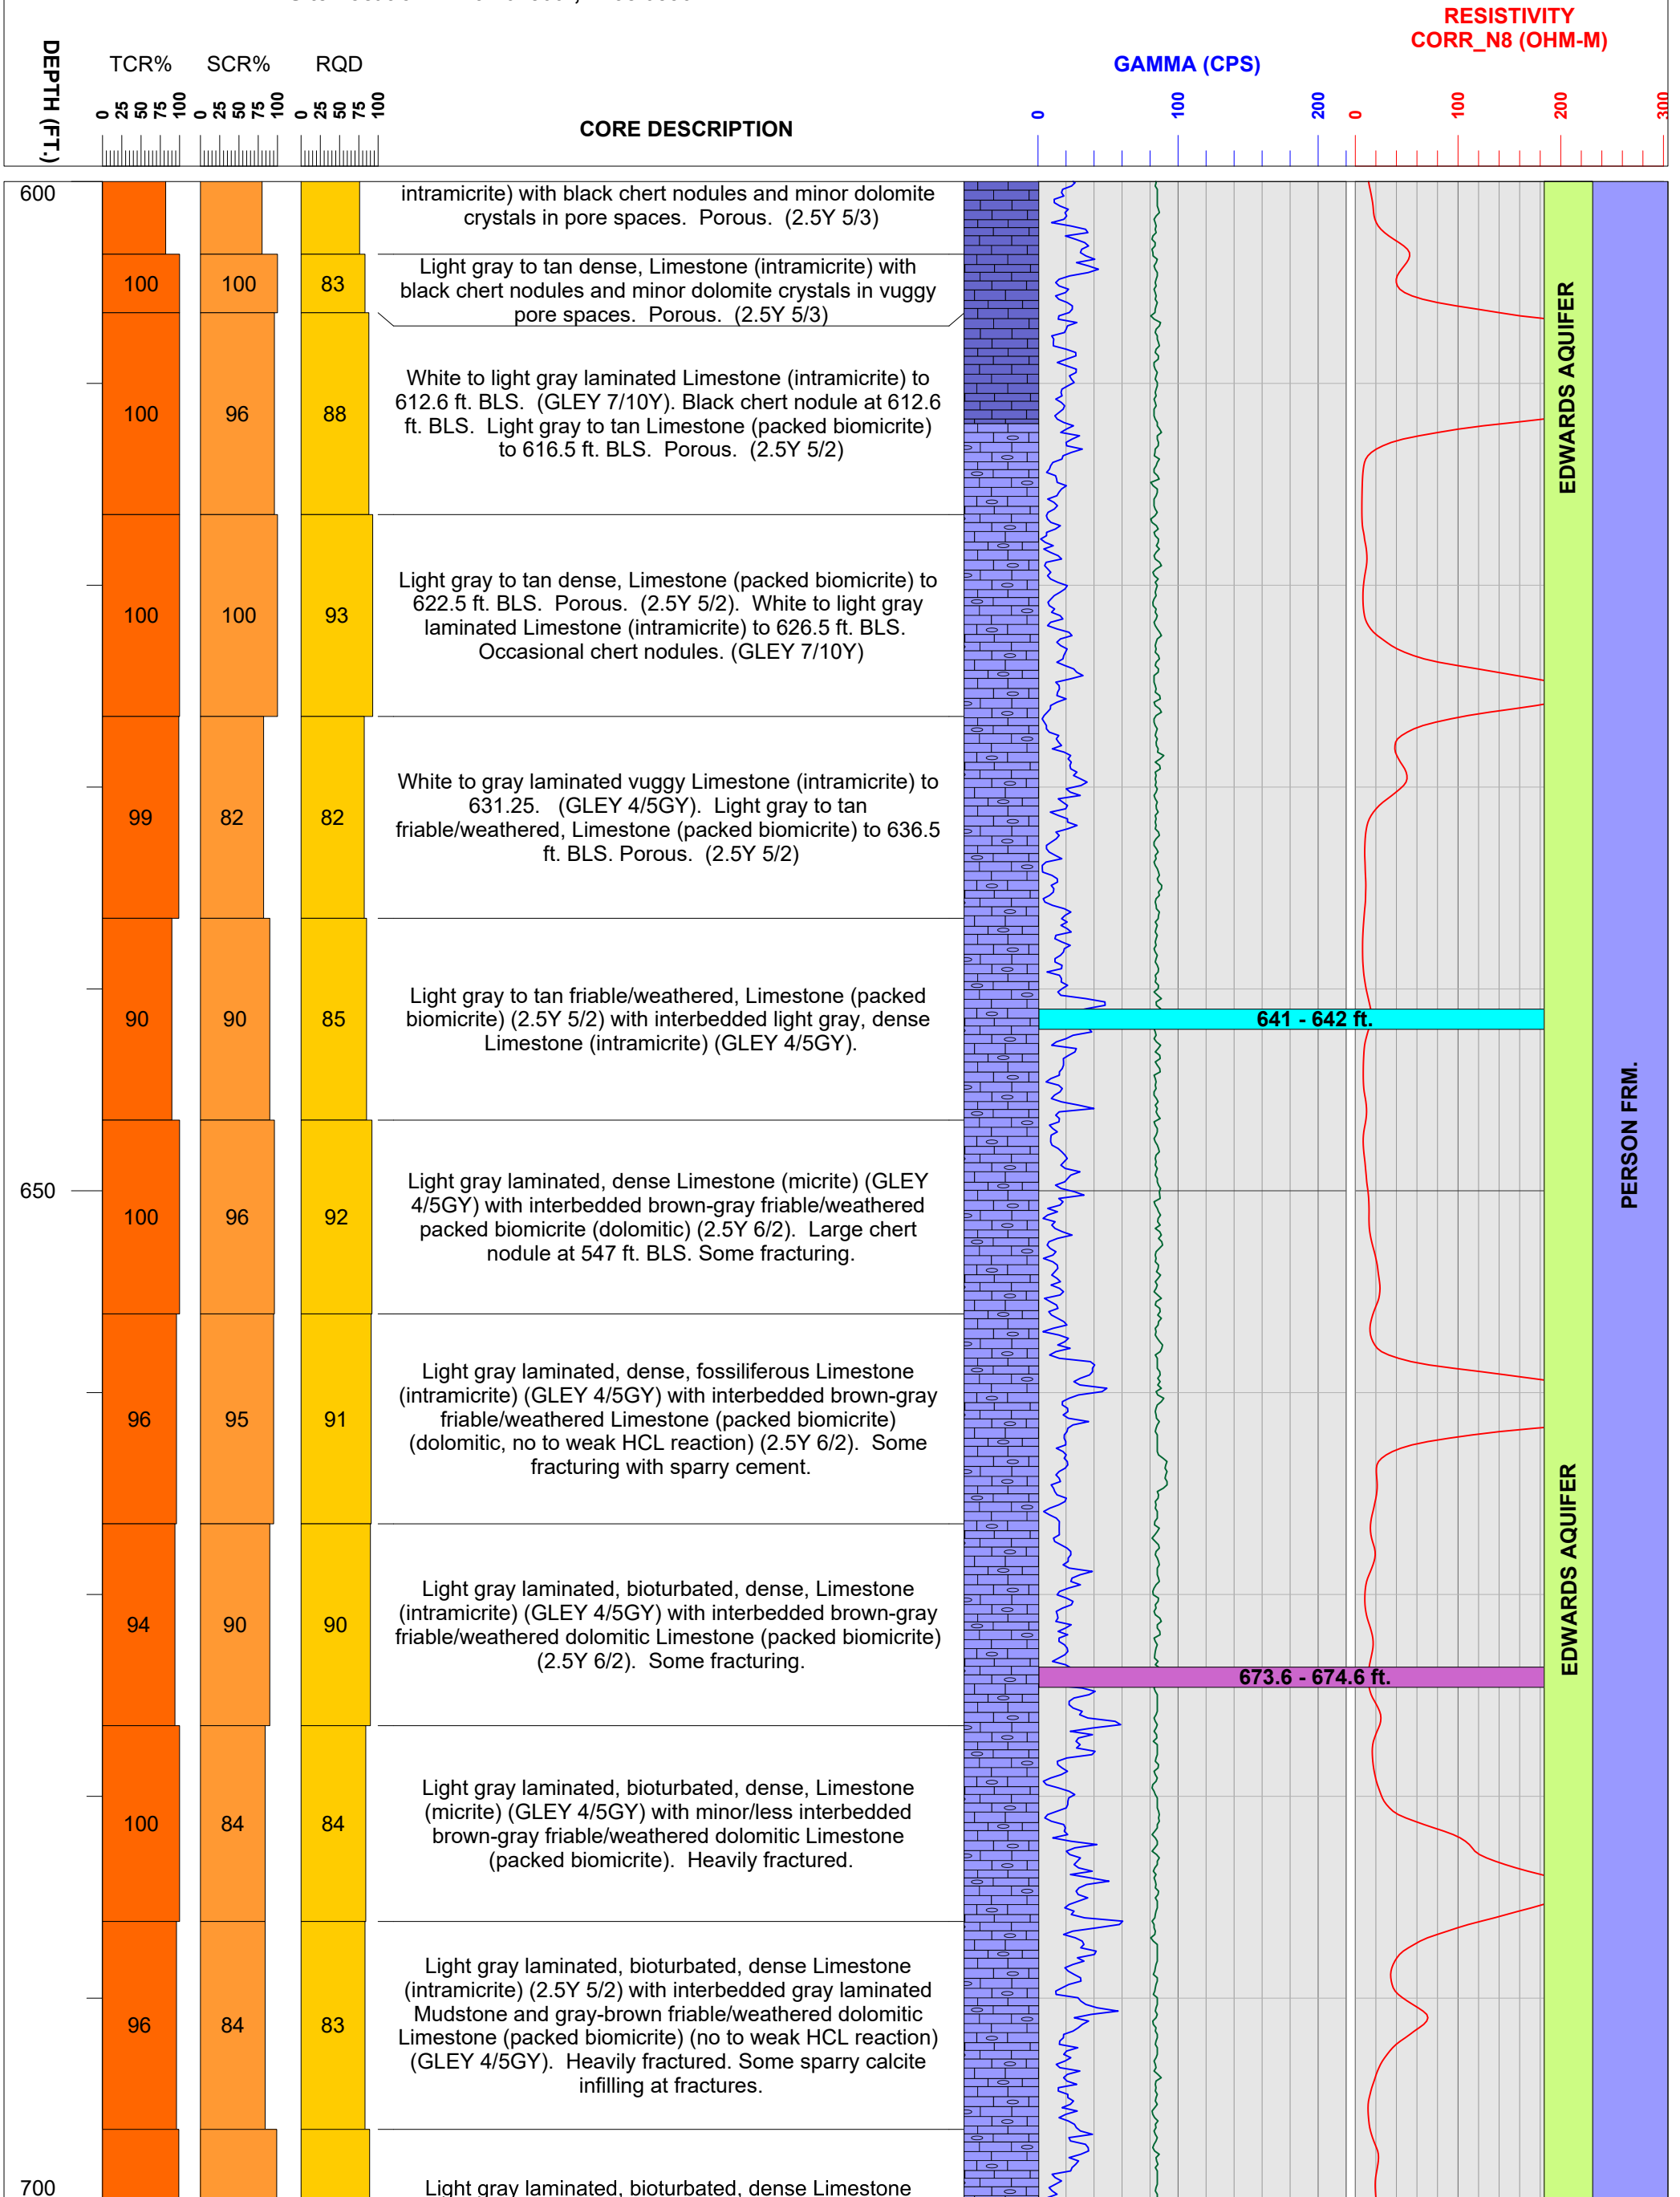 RESISTIVITY
CORR_N8 (OHM-M)
DEPTH (FT.)
TCR%
SCR%
RQD
GAMMA (CPS)
CORE DESCRIPTION
0 25 50 75 100
0 25 50 75 100
0 25 50 75 100
0 100 200
0 100 200 300
600
intramicrite) with black chert nodules and minor dolomite
crystals in pore spaces. Porous. (2.5Y 5/3)
100 100 83
Light gray to tan dense, Limestone (intramicrite) with
black chert nodules and minor dolomite crystals in vuggy
pore spaces. Porous. (2.5Y 5/3)
100 96 88
White to light gray laminated Limestone (intramicrite) to
612.6 ft. BLS. (GLEY 7/10Y). Black chert nodule at 612.6
ft. BLS. Light gray to tan Limestone (packed biomicrite)
to 616.5 ft. BLS. Porous. (2.5Y 5/2)
EDWARDS AQUIFER
100 100 93
Light gray to tan dense, Limestone (packed biomicrite) to
622.5 ft. BLS. Porous. (2.5Y 5/2). White to light gray
laminated Limestone (intramicrite) to 626.5 ft. BLS.
Occasional chert nodules. (GLEY 7/10Y)
99 82 82
White to gray laminated vuggy Limestone (intramicrite) to
631.25. (GLEY 4/5GY). Light gray to tan
friable/weathered, Limestone (packed biomicrite) to 636.5
ft. BLS. Porous. (2.5Y 5/2)
90 90 85
Light gray to tan friable/weathered, Limestone (packed
biomicrite) (2.5Y 5/2) with interbedded light gray, dense
Limestone (intramicrite) (GLEY 4/5GY).
641 - 642 ft.
PERSON FRM.
650
100 96 92
Light gray laminated, dense Limestone (micrite) (GLEY
4/5GY) with interbedded brown-gray friable/weathered
packed biomicrite (dolomitic) (2.5Y 6/2). Large chert
nodule at 547 ft. BLS. Some fracturing.
96 95 91
Light gray laminated, dense, fossiliferous Limestone
(intramicrite) (GLEY 4/5GY) with interbedded brown-gray
friable/weathered Limestone (packed biomicrite)
(dolomitic, no to weak HCL reaction) (2.5Y 6/2). Some
fracturing with sparry cement.
94 90 90
Light gray laminated, bioturbated, dense, Limestone
(intramicrite) (GLEY 4/5GY) with interbedded brown-gray
friable/weathered dolomitic Limestone (packed biomicrite)
(2.5Y 6/2). Some fracturing.
EDWARDS AQUIFER
673.6 - 674.6 ft.
100 84 84
Light gray laminated, bioturbated, dense, Limestone
(micrite) (GLEY 4/5GY) with minor/less interbedded
brown-gray friable/weathered dolomitic Limestone
(packed biomicrite). Heavily fractured.
96 84 83
Light gray laminated, bioturbated, dense Limestone
(intramicrite) (2.5Y 5/2) with interbedded gray laminated
Mudstone and gray-brown friable/weathered dolomitic
Limestone (packed biomicrite) (no to weak HCL reaction)
(GLEY 4/5GY). Heavily fractured. Some sparry calcite
infilling at fractures.
700
Light gray laminated, bioturbated, dense Limestone